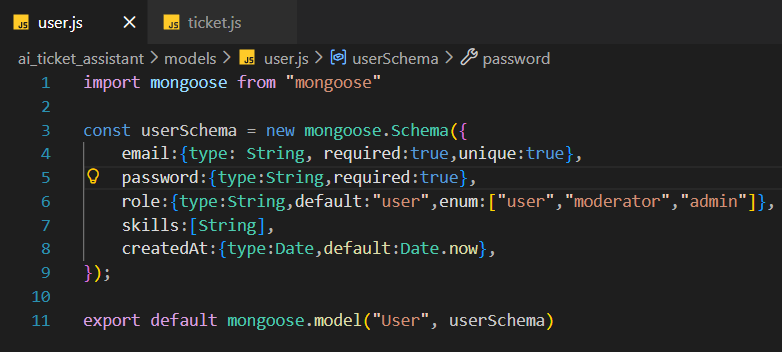 JS user.js × JS ticket.js
ai_ticket_assistant > models > JS user.js > userSchema > password
1 import mongoose from "mongoose"
2
3 const userSchema = new mongoose.Schema({
4     email:{type: String, required:true,unique:true},
5     password:{type:String,required:true},
6     role:{type:String,default:"user",enum:["user","moderator","admin"]},
7     skills:[String],
8     createdAt:{type:Date,default:Date.now},
9 });
10
11 export default mongoose.model("User", userSchema)